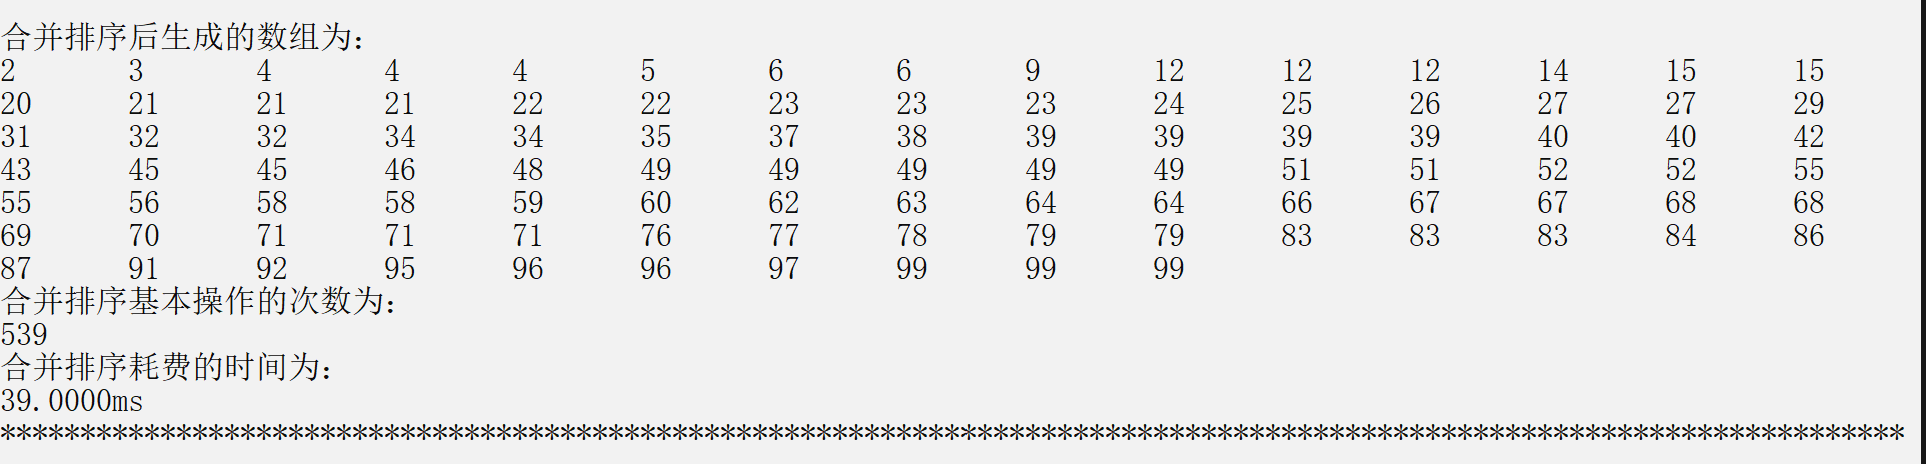 合并排序后生成的数组为：
2 3 4 4 4 5 6 6 9 12 12 12 14 15 15
20 21 21 21 22 22 23 23 23 24 25 26 27 27 29
31 32 32 34 34 35 37 38 39 39 39 39 40 40 42
43 45 45 46 48 49 49 49 49 49 51 51 52 52 55
55 56 58 58 59 60 62 63 64 64 66 67 67 68 68
69 70 71 71 71 76 77 78 79 79 83 83 83 84 86
87 91 92 95 96 96 97 99 99 99
合并排序基本操作的次数为：
539
合并排序耗费的时间为：
39.0000ms
***********************************************************************************************************************